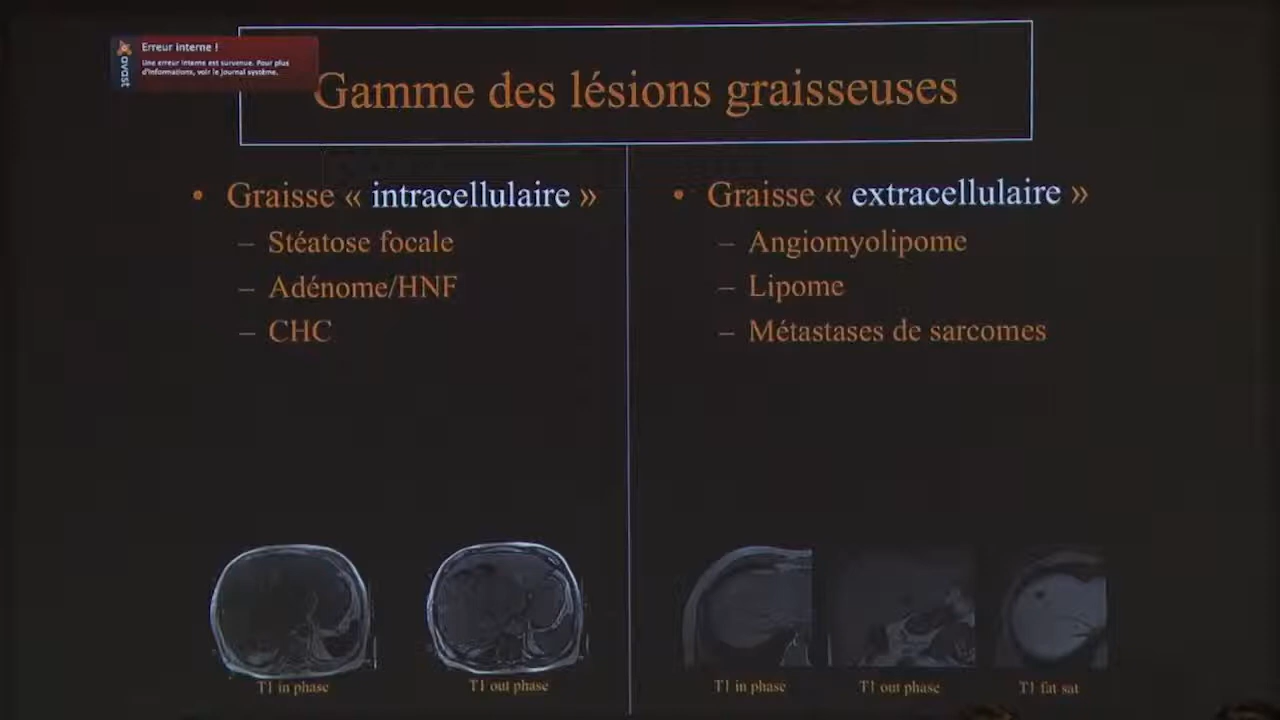 Erreur interne !
Une erreur interne est survenue. Pour plus
d'informations, voir le Journal système.
avast
Gamme des lésions graisseuses
• Graisse « intracellulaire »
– Stéatose focale
– Adénome/HNF
– CHC
• Graisse « extracellulaire »
– Angiomyolipome
– Lipome
– Métastases de sarcomes
T1 in phase
T1 out phase
T1 in phase
T1 out phase
T1 fat sat